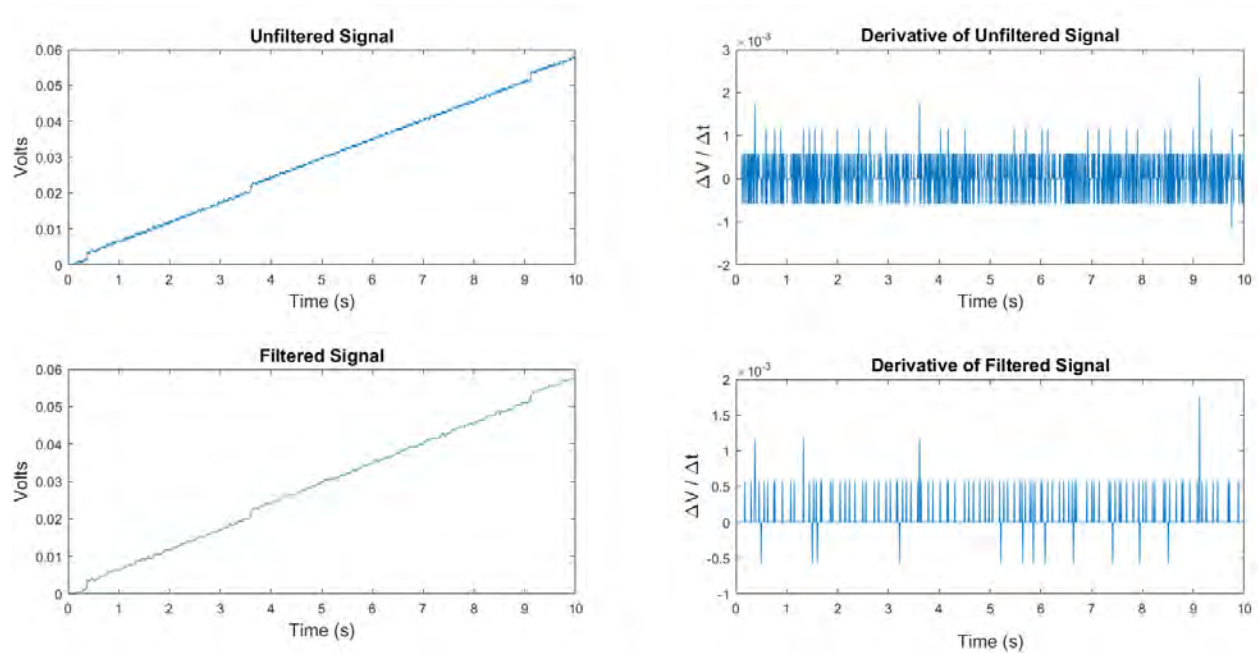 Unfiltered Signal
0.06
0.05
0.04
0.03
0.02
0.01
0
Volts
0 1 2 3 4 5 6 7 8 9 10
Time (s)
Derivative of Unfiltered Signal
×10⁻³
3
2
1
0
-1
-2
ΔV / Δt
0 1 2 3 4 5 6 7 8 9 10
Time (s)
Filtered Signal
0.06
0.05
0.04
0.03
0.02
0.01
0
Volts
0 1 2 3 4 5 6 7 8 9 10
Time (s)
Derivative of Filtered Signal
×10⁻³
2
1.5
1
0.5
0
-0.5
-1
ΔV / Δt
0 1 2 3 4 5 6 7 8 9 10
Time (s)